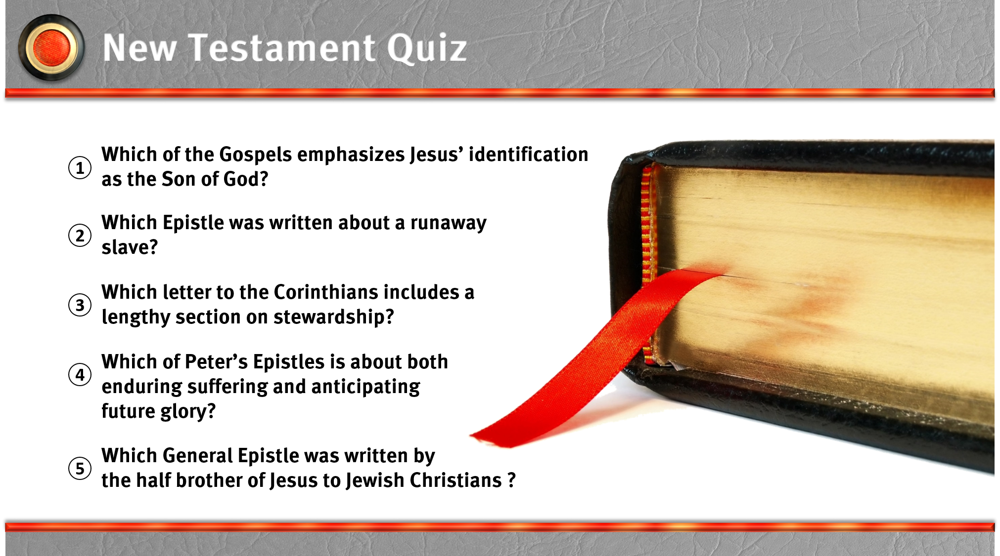 New Testament Quiz
1 Which of the Gospels emphasizes Jesus’ identification
as the Son of God?
2 Which Epistle was written about a runaway
slave?
3 Which letter to the Corinthians includes a
lengthy section on stewardship?
4 Which of Peter’s Epistles is about both
enduring suffering and anticipating
future glory?
5 Which General Epistle was written by
the half brother of Jesus to Jewish Christians ?